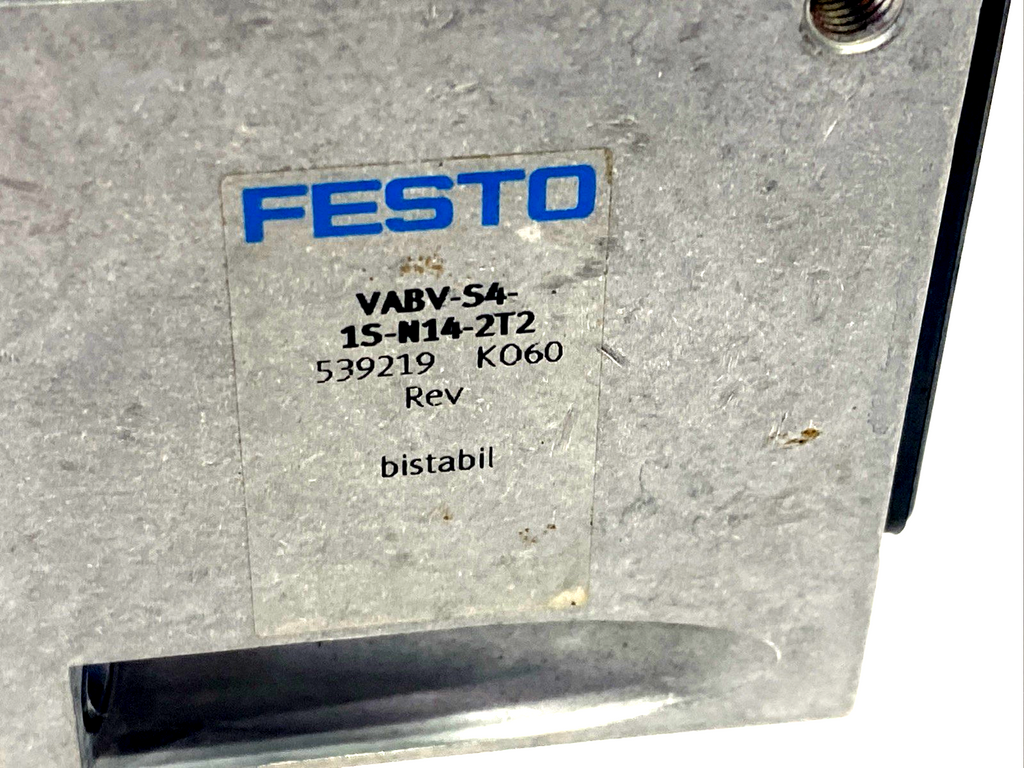 FESTO
VABV-S4-
1S-N14-2T2
539219 K060
Rev
bistabil